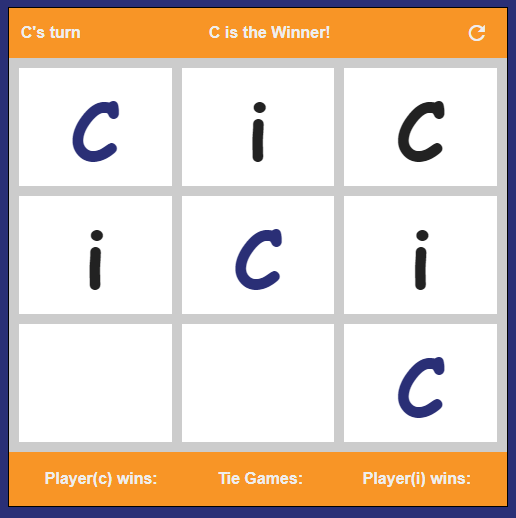 C's turn C is the Winner!
C i C
i C i
C
Player(c) wins: Tie Games: Player(i) wins: